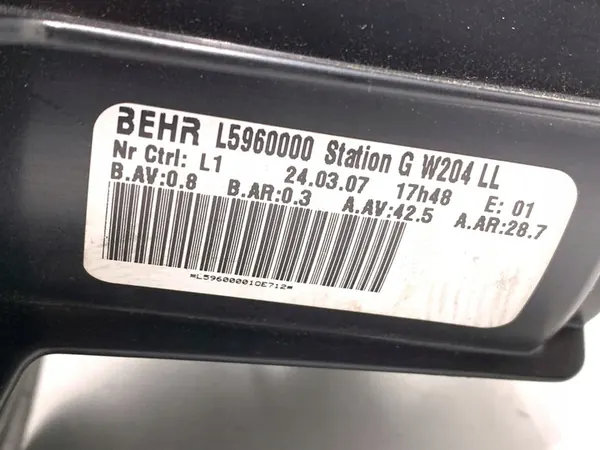 BEHR L5960000 Station G W204 LL
Nr Ctrl: L1 24.03.07 17h48 E: 01
B.AV:0.8 B.AR:0.3 A.AV:42.5 A.AR:28.7
*L59600001CE712*